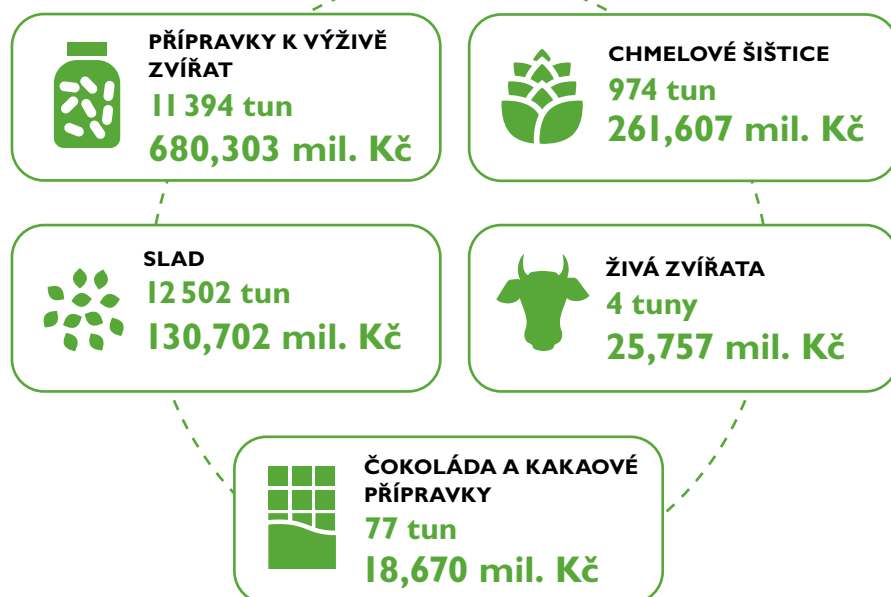 PŘÍPRAVKY K VÝŽIVĚ
ZVÍŘAT
11 394 tun
680,303 mil. Kč
CHMELOVÉ ŠIŠTICE
974 tun
261,607 mil. Kč
SLAD
12 502 tun
130,702 mil. Kč
ŽIVÁ ZVÍŘATA
4 tuny
25,757 mil. Kč
ČOKOLÁDA A KAKAOVÉ
PŘÍPRAVKY
77 tun
18,670 mil. Kč